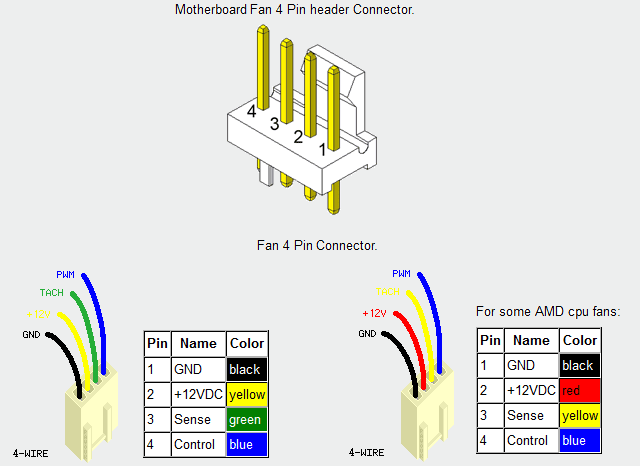 Motherboard Fan 4 Pin header Connector.
4
3
2
1
Fan 4 Pin Connector.
PWM
TACH
+12V
GND
4-WIRE
Pin Name Color
1 GND black
2 +12VDC yellow
3 Sense green
4 Control blue
PWM
TACH
+12V
GND
4-WIRE
For some AMD cpu fans:
Pin Name Color
1 GND black
2 +12VDC red
3 Sense yellow
4 Control blue